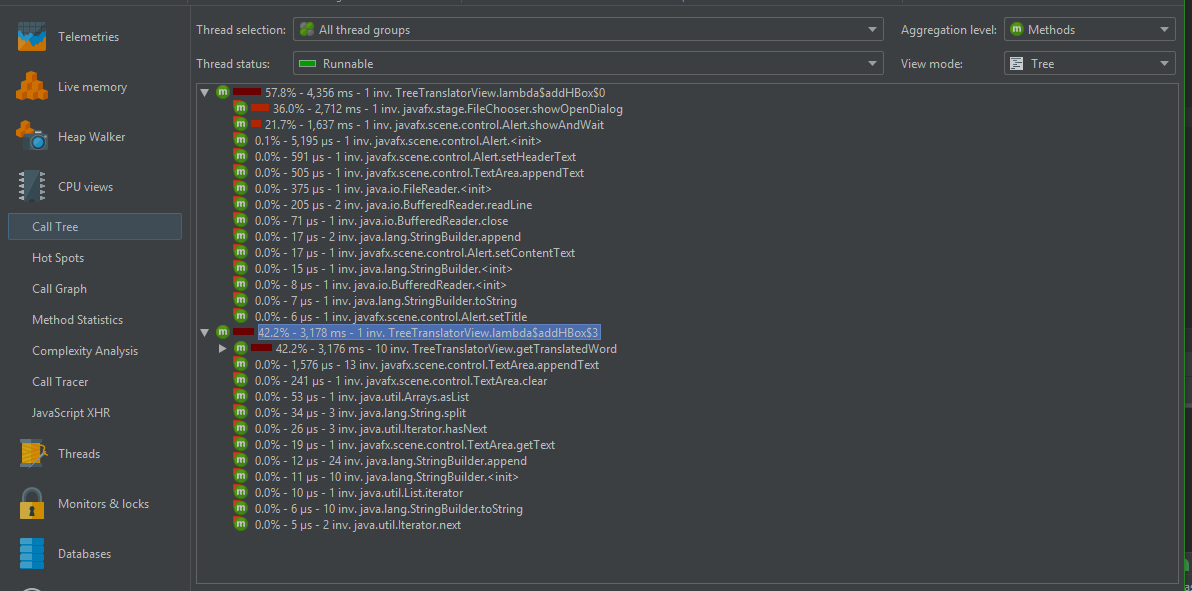 Telemetries
Live memory
Heap Walker
CPU views
Call Tree
Hot Spots
Call Graph
Method Statistics
Complexity Analysis
Call Tracer
JavaScript XHR
Threads
Monitors & locks
Databases
Thread selection: All thread groups Aggregation level: m Methods
Thread status: Runnable View mode: Tree
m 57.8% - 4,356 ms - 1 inv. TreeTranslatorView.lambda$addHBox$0
m 36.0% - 2,712 ms - 1 inv. javafx.stage.FileChooser.showOpenDialog
m 21.7% - 1,637 ms - 1 inv. javafx.scene.control.Alert.showAndWait
m 0.1% - 5,195 µs - 1 inv. javafx.scene.control.Alert.<init>
m 0.0% - 591 µs - 1 inv. javafx.scene.control.Alert.setHeaderText
m 0.0% - 505 µs - 1 inv. javafx.scene.control.TextArea.appendText
m 0.0% - 375 µs - 1 inv. java.io.FileReader.<init>
m 0.0% - 205 µs - 2 inv. java.io.BufferedReader.readLine
m 0.0% - 71 µs - 1 inv. java.io.BufferedReader.close
m 0.0% - 17 µs - 2 inv. java.lang.StringBuilder.append
m 0.0% - 17 µs - 1 inv. javafx.scene.control.Alert.setContentText
m 0.0% - 15 µs - 1 inv. java.lang.StringBuilder.<init>
m 0.0% - 8 µs - 1 inv. java.io.BufferedReader.<init>
m 0.0% - 7 µs - 1 inv. java.lang.StringBuilder.toString
m 0.0% - 6 µs - 1 inv. javafx.scene.control.Alert.setTitle
m 42.2% - 3,178 ms - 1 inv. TreeTranslatorView.lambda$addHBox$3
m 42.2% - 3,176 ms - 10 inv. TreeTranslatorView.getTranslatedWord
m 0.0% - 1,576 µs - 13 inv. javafx.scene.control.TextArea.appendText
m 0.0% - 241 µs - 1 inv. javafx.scene.control.TextArea.clear
m 0.0% - 53 µs - 1 inv. java.util.Arrays.asList
m 0.0% - 34 µs - 3 inv. java.lang.String.split
m 0.0% - 26 µs - 3 inv. java.util.Iterator.hasNext
m 0.0% - 19 µs - 1 inv. javafx.scene.control.TextArea.getText
m 0.0% - 12 µs - 24 inv. java.lang.StringBuilder.append
m 0.0% - 11 µs - 10 inv. java.lang.StringBuilder.<init>
m 0.0% - 10 µs - 1 inv. java.util.List.iterator
m 0.0% - 6 µs - 10 inv. java.lang.StringBuilder.toString
m 0.0% - 5 µs - 2 inv. java.util.Iterator.next